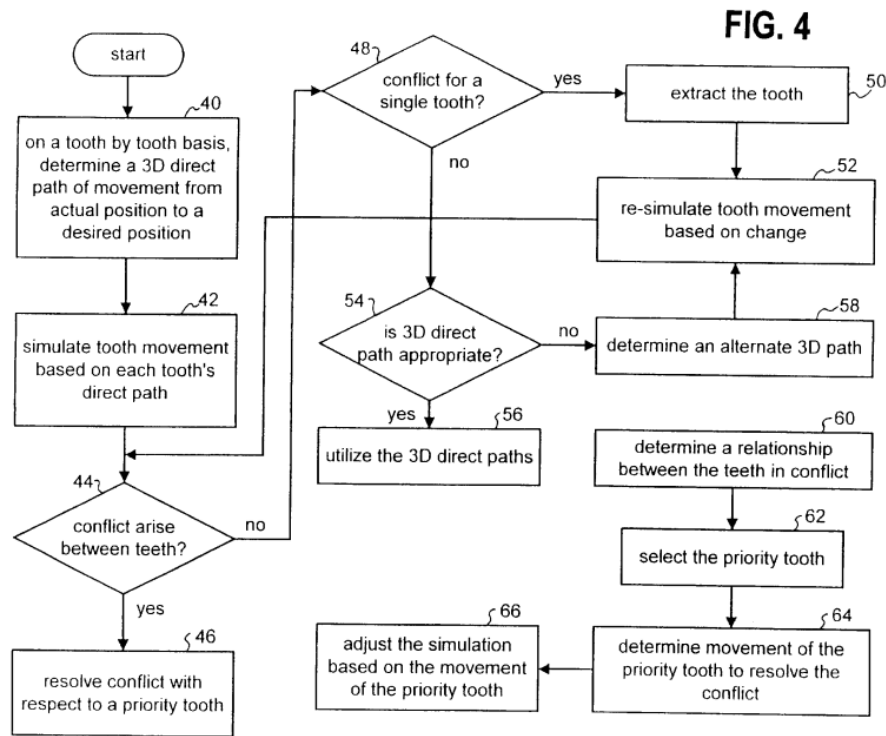 FIG. 4
start
40
on a tooth by tooth basis,
determine a 3D direct
path of movement from
actual position to a
desired position
42
simulate tooth movement
based on each tooth's
direct path
44
conflict arise
between teeth?
no
yes
46
resolve conflict with
respect to a priority tooth
48
conflict for a
single tooth?
yes
no
50
extract the tooth
52
re-simulate tooth movement
based on change
54
is 3D direct
path appropriate?
no
yes
56
utilize the 3D direct paths
58
determine an alternate 3D path
60
determine a relationship
between the teeth in conflict
62
select the priority tooth
64
determine movement of the
priority tooth to resolve the
conflict
66
adjust the simulation
based on the movement
of the priority tooth